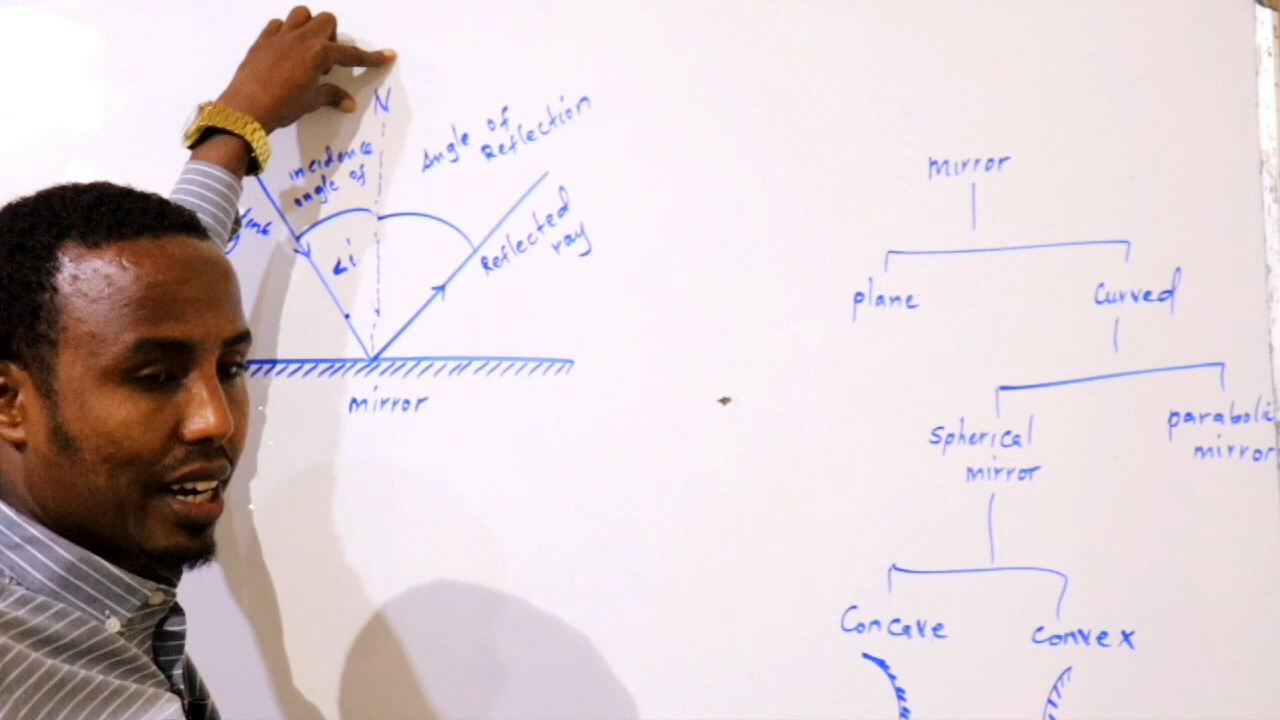 N
incidence
angle of
Angle of
Reflection
<i
Reflected
ray
mirror
mirror
plane
Curved
Spherical
mirror
parabolic
mirror
Concave
Convex